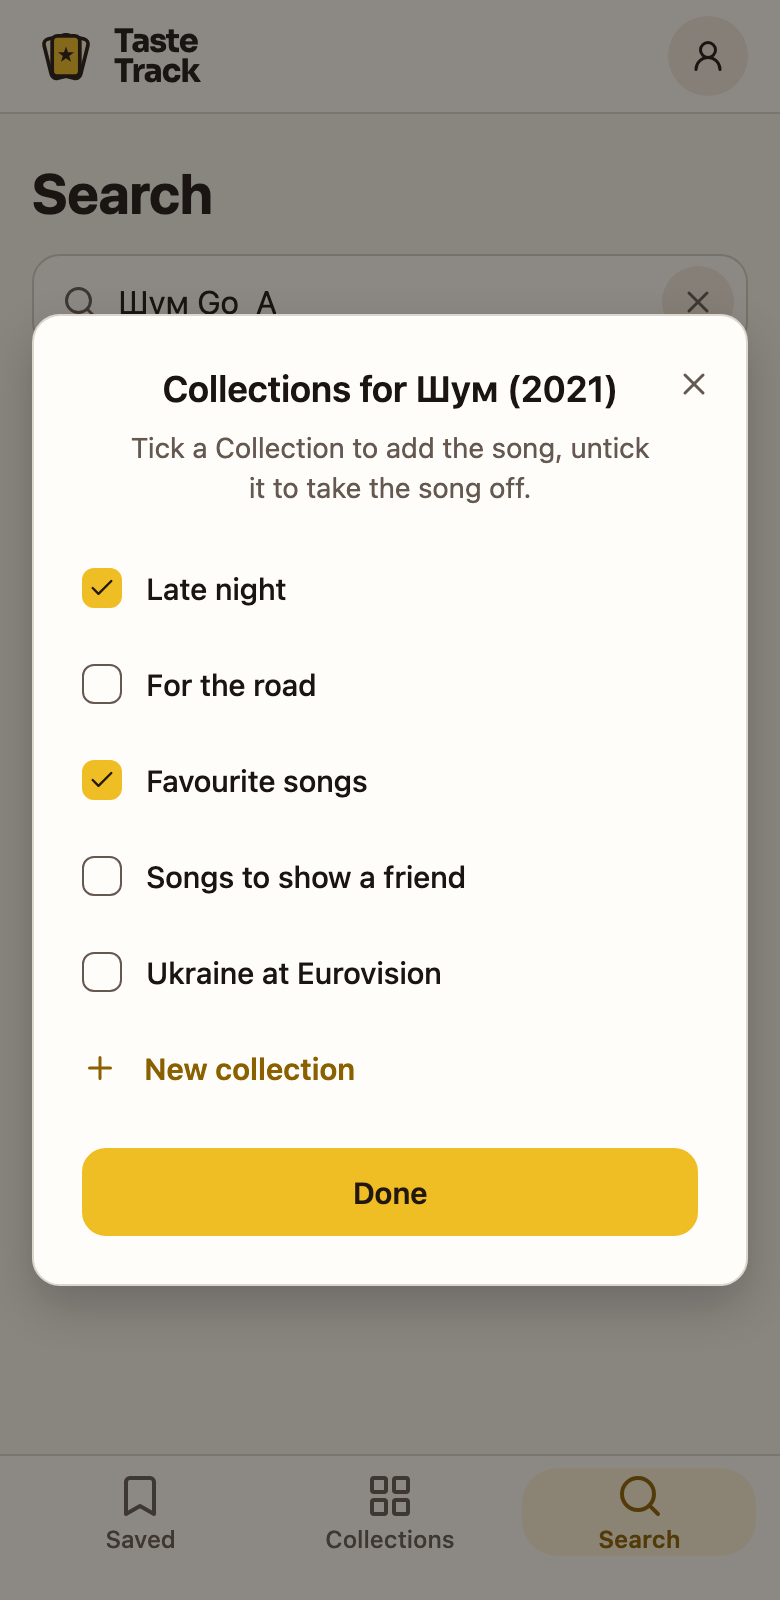 Taste
Track
Search
Шум Go_A
Collections for Шум (2021)
Tick a Collection to add the song, untick
it to take the song off.
Late night
For the road
Favourite songs
Songs to show a friend
Ukraine at Eurovision
New collection
Done
Saved
Collections
Search